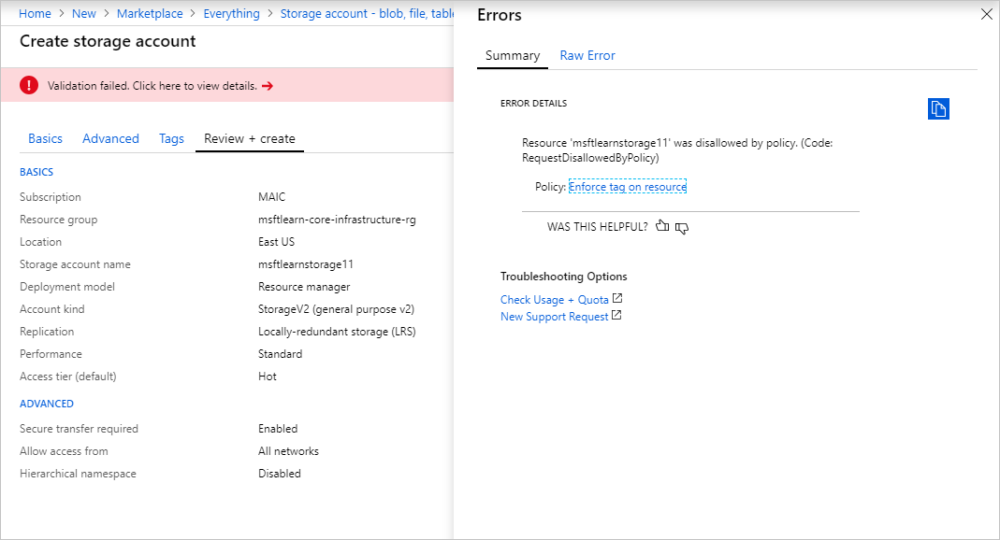 Home > New > Marketplace > Everything > Storage account - blob, file, table
Create storage account
! Validation failed. Click here to view details. →
Basics Advanced Tags Review + create
BASICS
Subscription MAIC
Resource group msftlearn-core-infrastructure-rg
Location East US
Storage account name msftlearnstorage11
Deployment model Resource manager
Account kind StorageV2 (general purpose v2)
Replication Locally-redundant storage (LRS)
Performance Standard
Access tier (default) Hot
ADVANCED
Secure transfer required Enabled
Allow access from All networks
Hierarchical namespace Disabled
Errors
Summary Raw Error
ERROR DETAILS
Resource 'msftlearnstorage11' was disallowed by policy. (Code:
RequestDisallowedByPolicy)
Policy: Enforce tag on resource
WAS THIS HELPFUL?
Troubleshooting Options
Check Usage + Quota
New Support Request